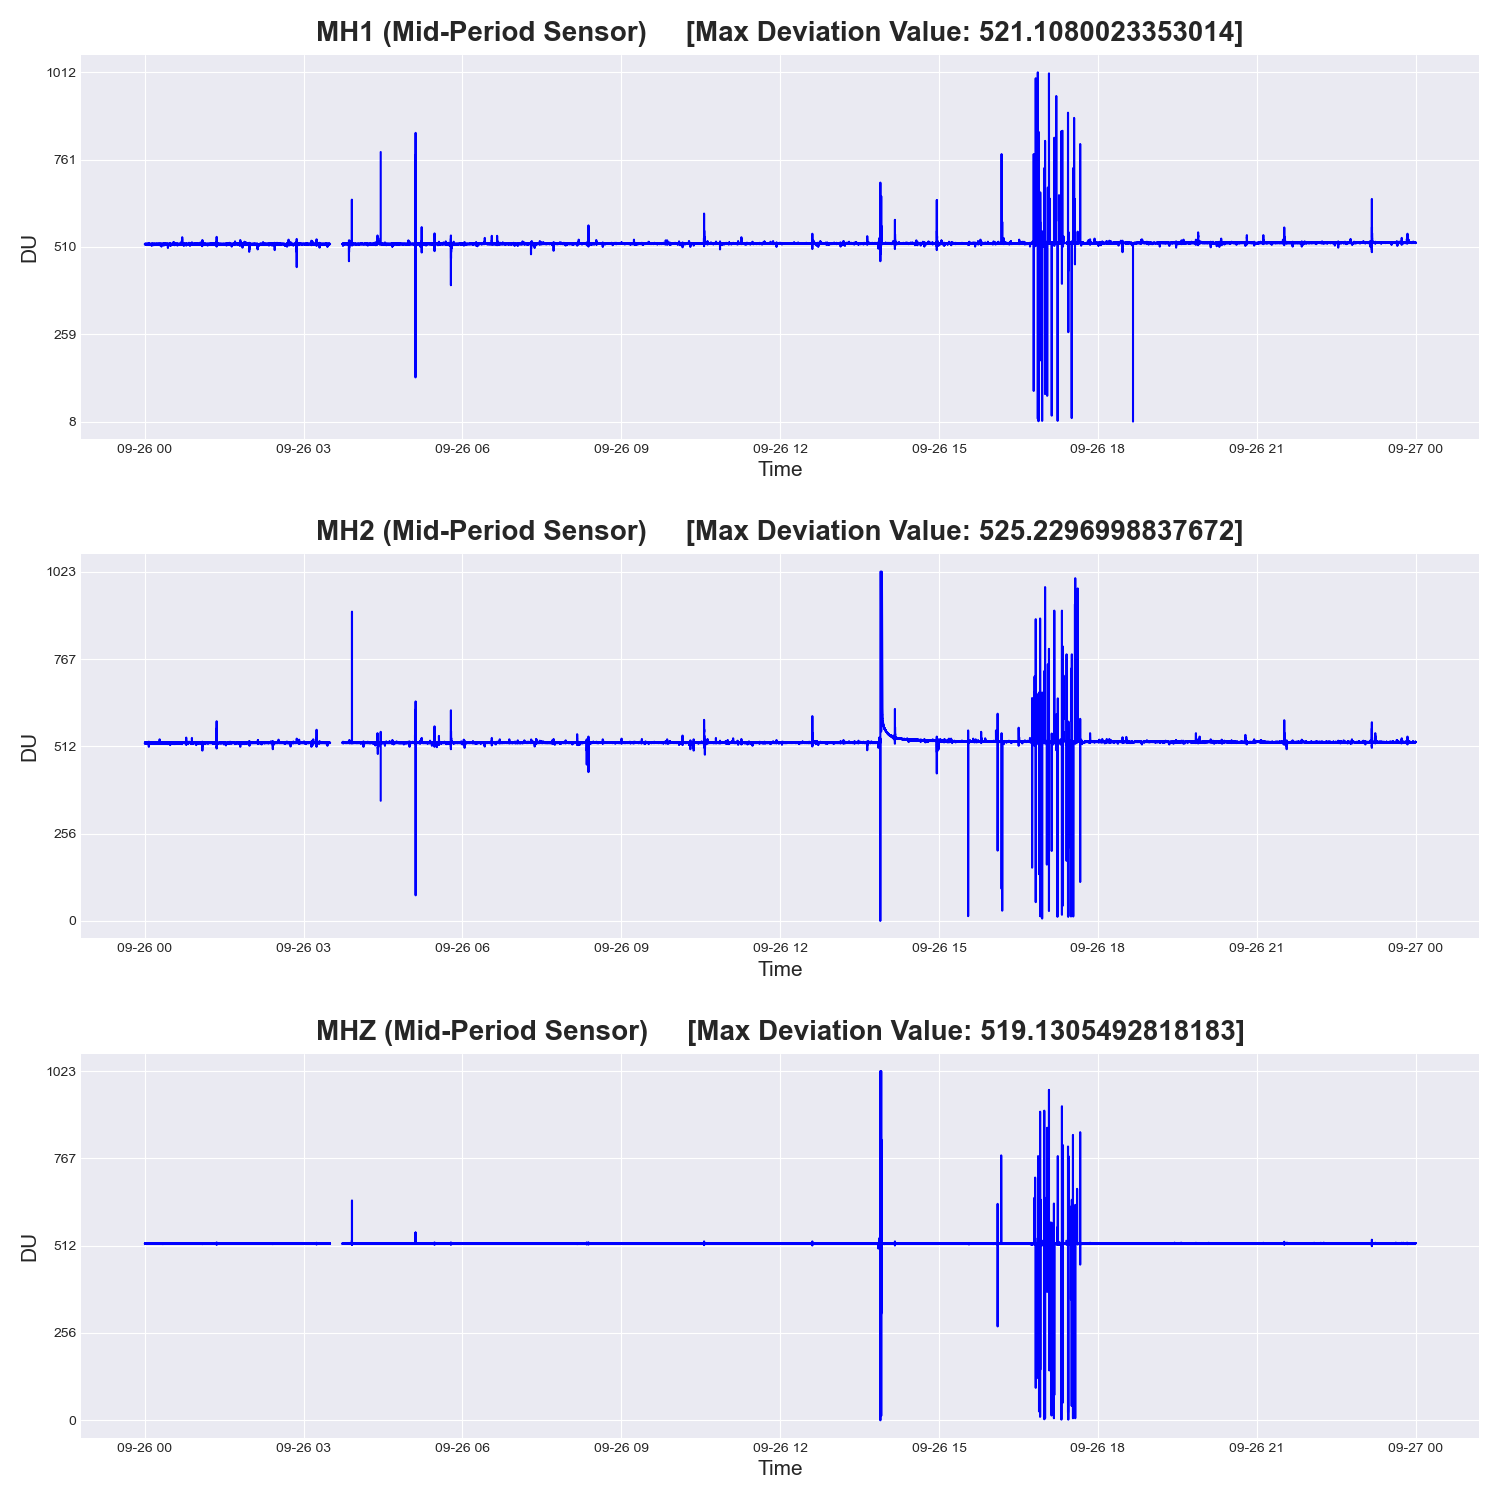 MH1 (Mid-Period Sensor) [Max Deviation Value: 521.1080023353014]
1012
761
510
259
8
DU
09-26 00 09-26 03 09-26 06 09-26 09 09-26 12 09-26 15 09-26 18 09-26 21 09-27 00
Time
MH2 (Mid-Period Sensor) [Max Deviation Value: 525.2296998837672]
1023
767
512
256
0
DU
09-26 00 09-26 03 09-26 06 09-26 09 09-26 12 09-26 15 09-26 18 09-26 21 09-27 00
Time
MHZ (Mid-Period Sensor) [Max Deviation Value: 519.1305492818183]
1023
767
512
256
0
DU
09-26 00 09-26 03 09-26 06 09-26 09 09-26 12 09-26 15 09-26 18 09-26 21 09-27 00
Time